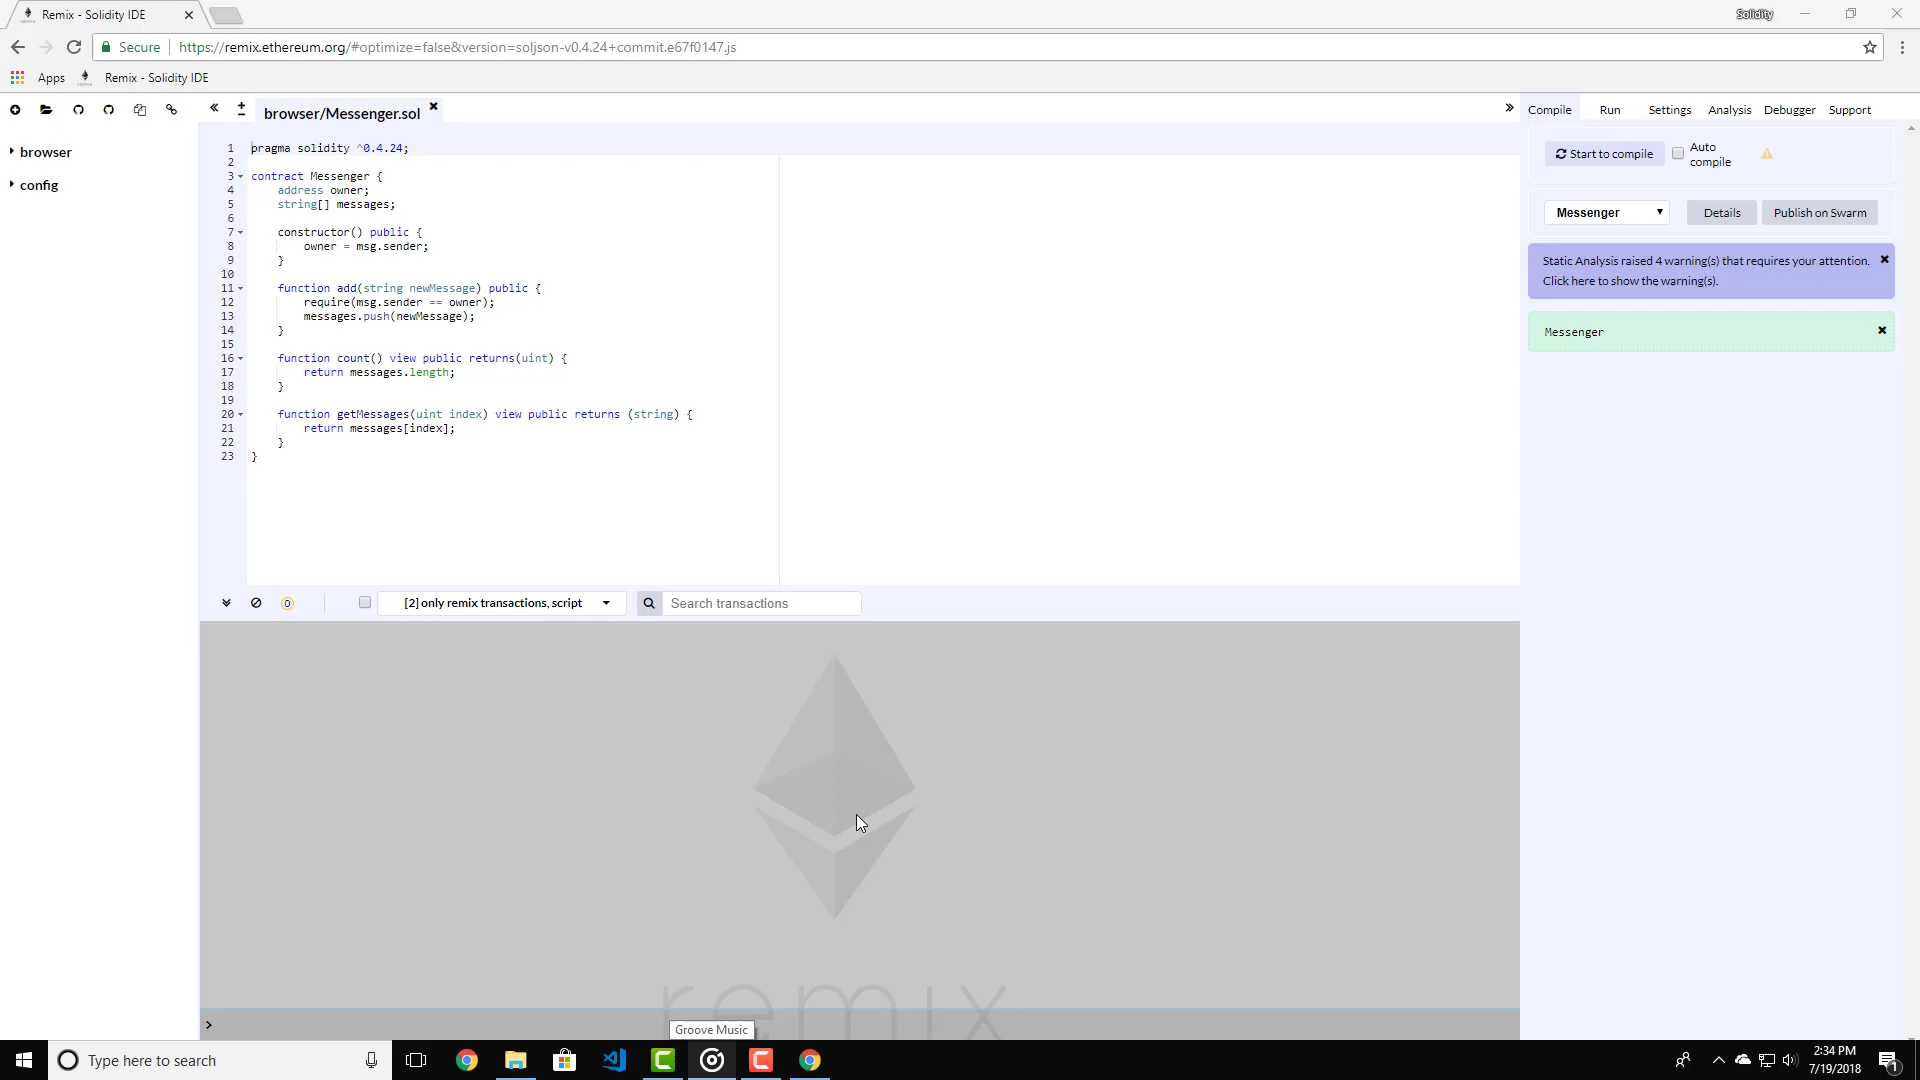 Remix - Solidity IDE
Solidity
Secure
https://remix.ethereum.org/#optimize=false&version=soljson-v0.4.24+commit.e67f0147.js
Apps
Remix - Solidity IDE
browser/Messenger.sol
Compile Run Settings Analysis Debugger Support
browser
config
1 pragma solidity ^0.4.24;
2
3 contract Messenger {
4 address owner;
5 string[] messages;
6
7 constructor() public {
8 owner = msg.sender;
9 }
10
11 function add(string newMessage) public {
12 require(msg.sender == owner);
13 messages.push(newMessage);
14 }
15
16 function count() view public returns(uint) {
17 return messages.length;
18 }
19
20 function getMessages(uint index) view public returns (string) {
21 return messages[index];
22 }
23 }
Start to compile
Auto
compile
Messenger
Details
Publish on Swarm
Static Analysis raised 4 warning(s) that requires your attention.
Click here to show the warning(s).
Messenger
0
[2] only remix transactions, script
Search transactions
remix
>
Groove Music
Type here to search
2:34 PM
7/19/2018
1